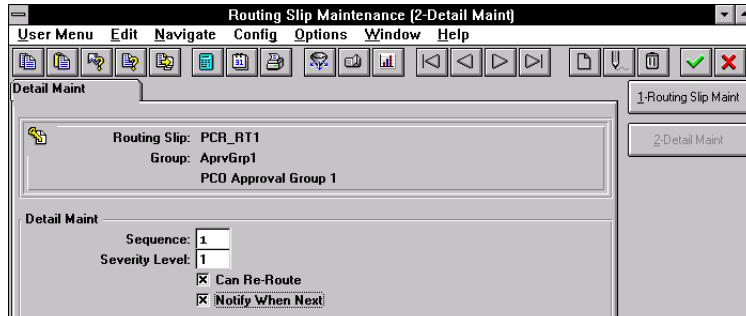 Routing Slip Maintenance (2-Detail Maint)
User Menu Edit Navigate Config Options Window Help
Detail Maint
1-Routing Slip Maint
2-Detail Maint
Routing Slip: PCR_RT1
Group: AprvGrp1
PCO Approval Group 1
Detail Maint
Sequence: 1
Severity Level: 1
Can Re-Route
Notify When Next